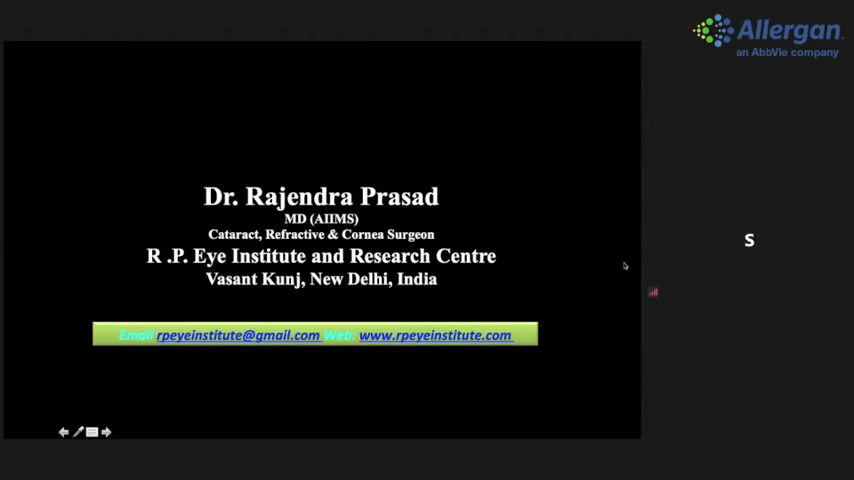 Allergan.
an AbbVie company
Dr. Rajendra Prasad
MD (AIIMS)
Cataract, Refractive & Cornea Surgeon
R .P. Eye Institute and Research Centre
Vasant Kunj, New Delhi, India
S
Email rpeyeinstitute@gmail.com Web: www.rpeyeinstitute.com